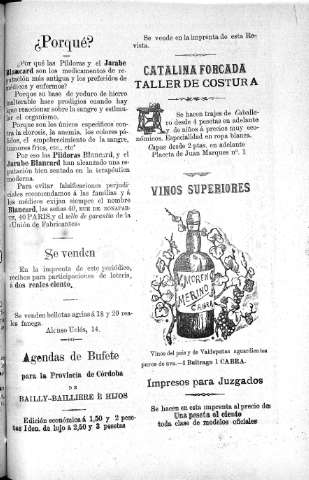 ¿Porqué?
¿Por qué las Píldoras y el Jarabe
Blancard son los medicamentos de re-
putación más antigua y los preferidos de
médicos y enfermos?
Porque su base de yoduro de hierro
inalterable hace prodigios cuando hay
que reaccionar sobre la sangre y estimu-
lar el organismo.
Porque son los únicos específicos con-
tra la clorosis, la anemia, los colores pá-
lidos, el empobrecimiento de la sangre,
tumores frios, etc., etc.
Por eso las Píldoras Blancard y el
Jarabe Blancard han alcanzado una re-
putación bien sentado en la terapéutica
moderna.
Para evitar falsificaciones perjudi-
ciales recomendamos á las familias y á
los médicos exijan siempre el nombre
Blancard, las señas 40, RUE DE BONAPAR-
TE, 40 PARIS y el sello de garantía de la
«Unión de Fabricantes»
Se venden
En la imprenta de este periódico,
recibos para participaciones de lotería,
á dos reales ciento.
Se venden bellotas agrias á 18 y 20 rea-
les fanega.
Alonso Uclés, 14.
Agendas de Bufete
para la Provincia de Córdoba
DE
BAILLY-BAILLIERE É HIJOS
Edición económica á 1,50 y 2 pese-
tas Iden. de lujo á 2,50 y 3 pesetas
Se vende en la imprenta de esta Re-
vista.
CATALINA FORCADA
TALLER DE COSTURA
Se hacen trajes de Caballe-
ro desde 4 pesetas en adelante
de niños á precios muy eco-
nómicos. Especialidad en ropa blanca.
Capas desde 2 ptas. en adelante
Placeta de Juan Marques n.º 1
VINOS SUPERIORES
MORENO
MERINO
CABRA
Vinos del país y de Valdepeñas aguardientes
puros de uva.—é Buitrago 1 CABRA.
Impresos para Juzgados
Se hacen en esta imprenta al precio de
Una peseta el ciento
toda clase de modelos oficiales